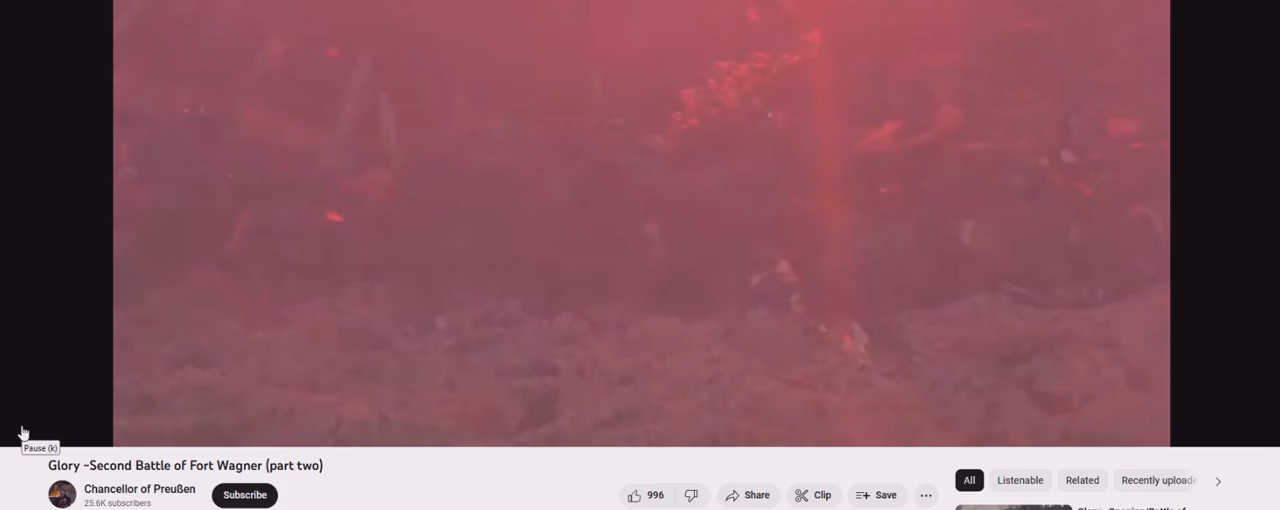 Pause (k)
Glory ~Second Battle of Fort Wagner (part two)
Chancellor of Preußen
25.6K subscribers
Subscribe
996
Share
Clip
Save
All
Listenable
Related
Recently uploade